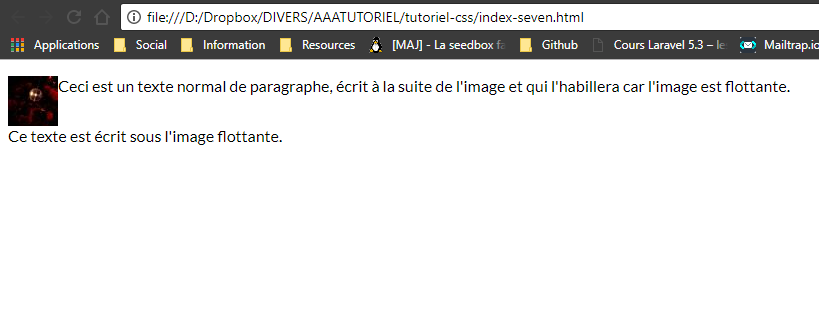 file:///D:/Dropbox/DIVERS/AAATUTORIEL/tutoriel-css/index-seven.html
Applications Social Information Resources [MAJ] - La seedbox fa Github Cours Laravel 5.3 – le Mailtrap.io
Ceci est un texte normal de paragraphe, écrit à la suite de l'image et qui l'habillera car l'image est flottante.
Ce texte est écrit sous l'image flottante.